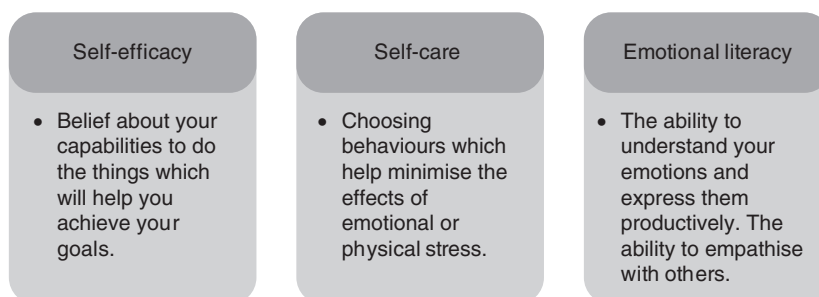 Self-efficacy
• Belief about your
capabilities to do
the things which
will help you
achieve your
goals.
Self-care
• Choosing
behaviours which
help minimise the
effects of
emotional or
physical stress.
Emotional literacy
• The ability to
understand your
emotions and
express them
productively. The
ability to empathise
with others.